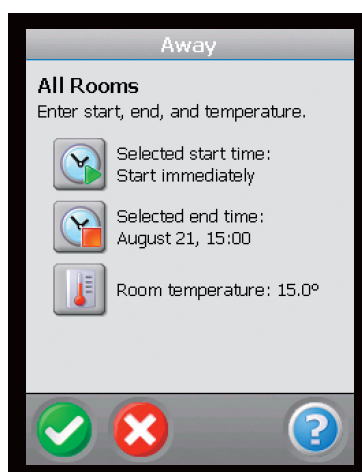 Away
All Rooms
Enter start, end, and temperature.
Selected start time:
Start immediately
Selected end time:
August 21, 15:00
Room temperature: 15.0º
?